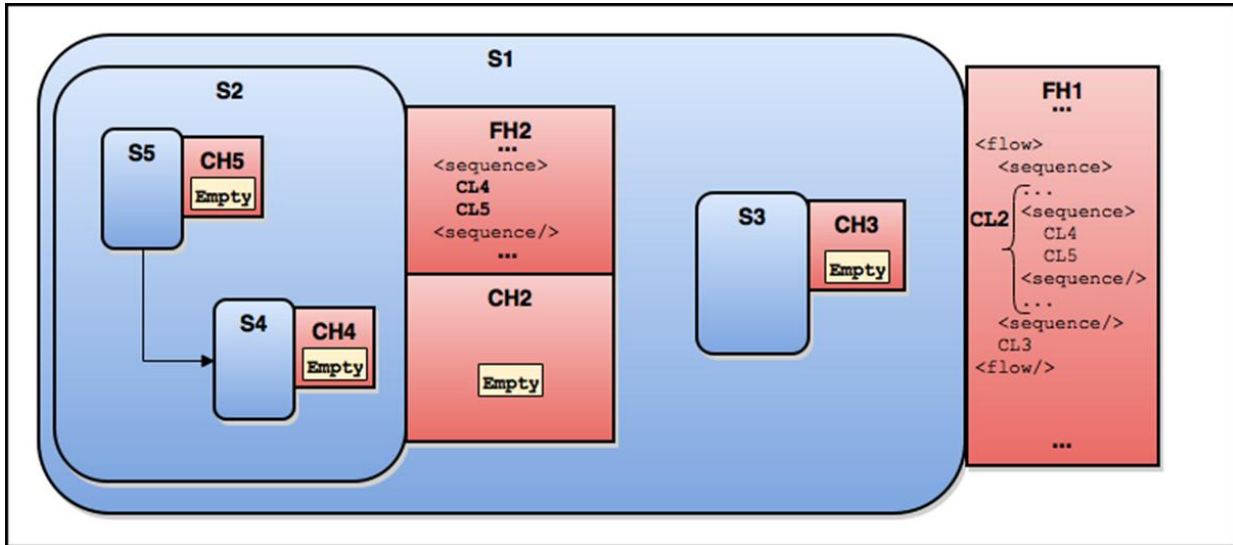 S1
S2
S5
CH5
Empty
S4
CH4
Empty
FH2
...
<sequence>
CL4
CL5
<sequence/>
...
CH2
Empty
S3
CH3
Empty
FH1
...
<flow>
<sequence>
...
CL2
<sequence>
CL4
CL5
<sequence/>
...
<sequence/>
CL3
<flow/>
...